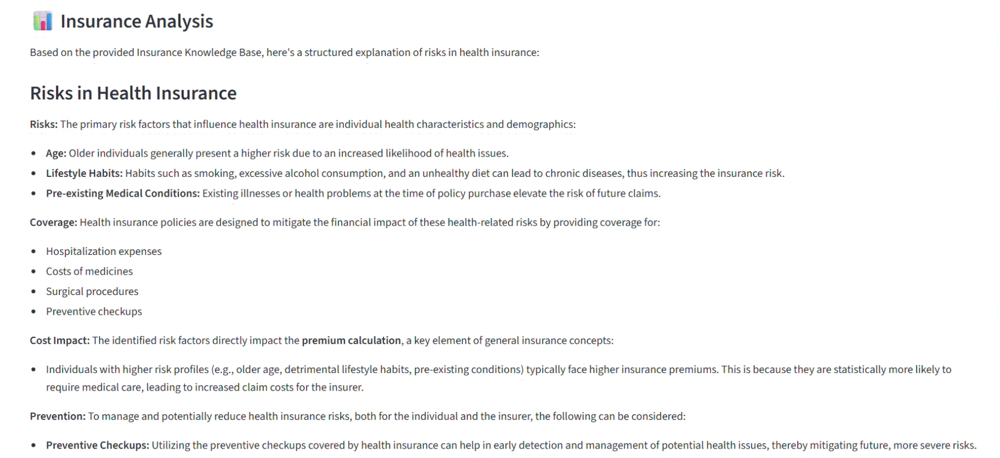 Insurance Analysis
Based on the provided Insurance Knowledge Base, here's a structured explanation of risks in health insurance:
Risks in Health Insurance
Risks: The primary risk factors that influence health insurance are individual health characteristics and demographics:
• Age: Older individuals generally present a higher risk due to an increased likelihood of health issues.
• Lifestyle Habits: Habits such as smoking, excessive alcohol consumption, and an unhealthy diet can lead to chronic diseases, thus increasing the insurance risk.
• Pre-existing Medical Conditions: Existing illnesses or health problems at the time of policy purchase elevate the risk of future claims.
Coverage: Health insurance policies are designed to mitigate the financial impact of these health-related risks by providing coverage for:
• Hospitalization expenses
• Costs of medicines
• Surgical procedures
• Preventive checkups
Cost Impact: The identified risk factors directly impact the premium calculation, a key element of general insurance concepts:
• Individuals with higher risk profiles (e.g., older age, detrimental lifestyle habits, pre-existing conditions) typically face higher insurance premiums. This is because they are statistically more likely to
require medical care, leading to increased claim costs for the insurer.
Prevention: To manage and potentially reduce health insurance risks, both for the individual and the insurer, the following can be considered:
• Preventive Checkups: Utilizing the preventive checkups covered by health insurance can help in early detection and management of potential health issues, thereby mitigating future, more severe risks.